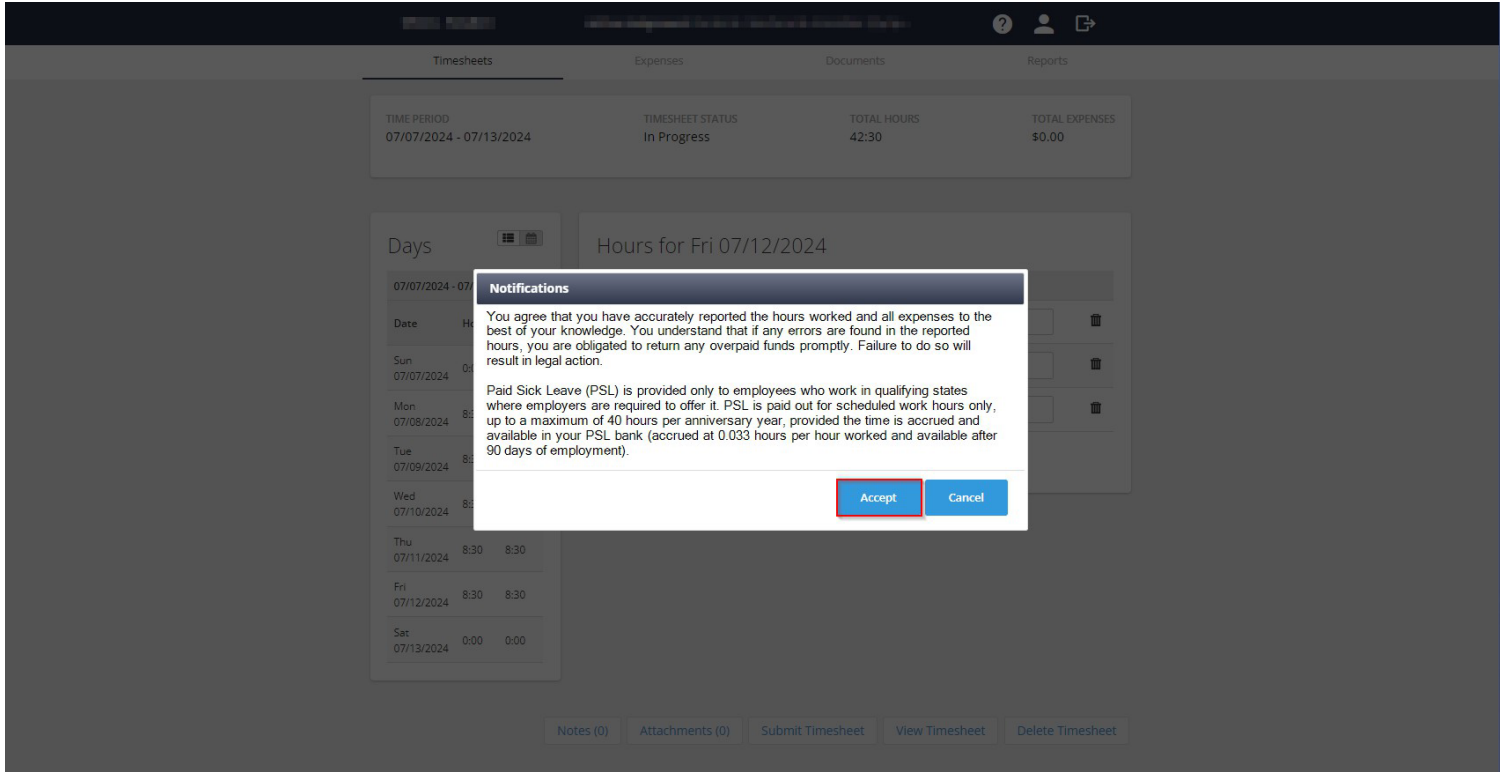 Timesheets Expenses Documents Reports
TIME PERIOD TIMESHEET STATUS TOTAL HOURS TOTAL EXPENSES
07/07/2024 - 07/13/2024 In Progress 42:30 $0.00
Days
Hours for Fri 07/12/2024
07/07/2024 - 07/
Notifications
You agree that you have accurately reported the hours worked and all expenses to the
best of your knowledge. You understand that if any errors are found in the reported
hours, you are obligated to return any overpaid funds promptly. Failure to do so will
result in legal action.
Paid Sick Leave (PSL) is provided only to employees who work in qualifying states
where employers are required to offer it. PSL is paid out for scheduled work hours only,
up to a maximum of 40 hours per anniversary year, provided the time is accrued and
available in your PSL bank (accrued at 0.033 hours per hour worked and available after
90 days of employment).
Accept Cancel
Date
Sun
07/07/2024
Mon
07/08/2024
Tue
07/09/2024
Wed
07/10/2024
Thu
07/11/2024 8:30 8:30
Fri
07/12/2024 8:30 8:30
Sat
07/13/2024 0:00 0:00
Notes (0) Attachments (0) Submit Timesheet View Timesheet Delete Timesheet